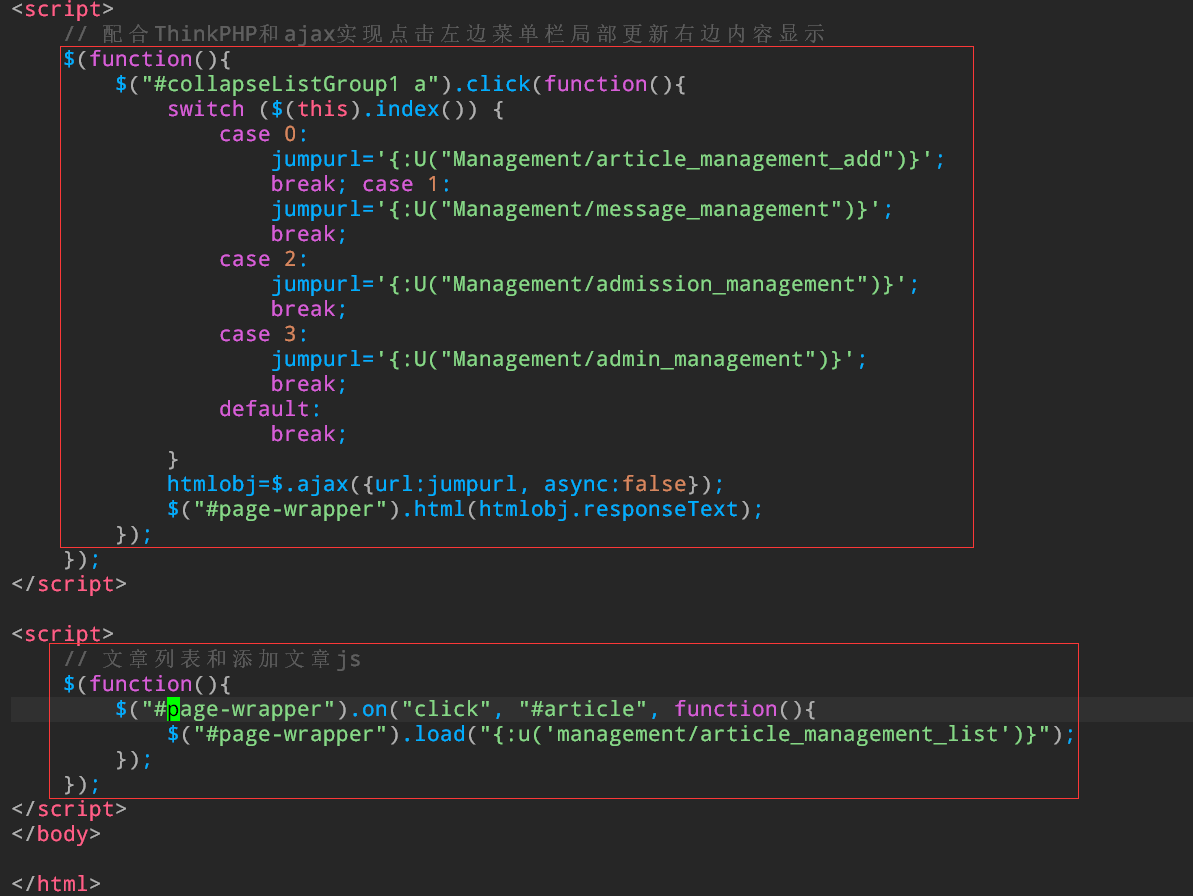 <script>
// 配合ThinkPHP和ajax实现点击左边菜单栏局部更新右边内容显示
$(function(){
$("#collapseListGroup1 a").click(function(){
switch ($(this).index()) {
case 0:
jumpurl='{:U("Management/article_management_add")}';
break; case 1:
jumpurl='{:U("Management/message_management")}';
break;
case 2:
jumpurl='{:U("Management/admission_management")}';
break;
case 3:
jumpurl='{:U("Management/admin_management")}';
break;
default:
break;
}
htmlobj=$.ajax({url:jumpurl, async:false});
$("#page-wrapper").html(htmlobj.responseText);
});
});
</script>
<script>
// 文章列表和添加文章js
$(function(){
$("#page-wrapper").on("click", "#article", function(){
$("#page-wrapper").load("{:u('management/article_management_list')}");
});
});
</script>
</body>
</html>